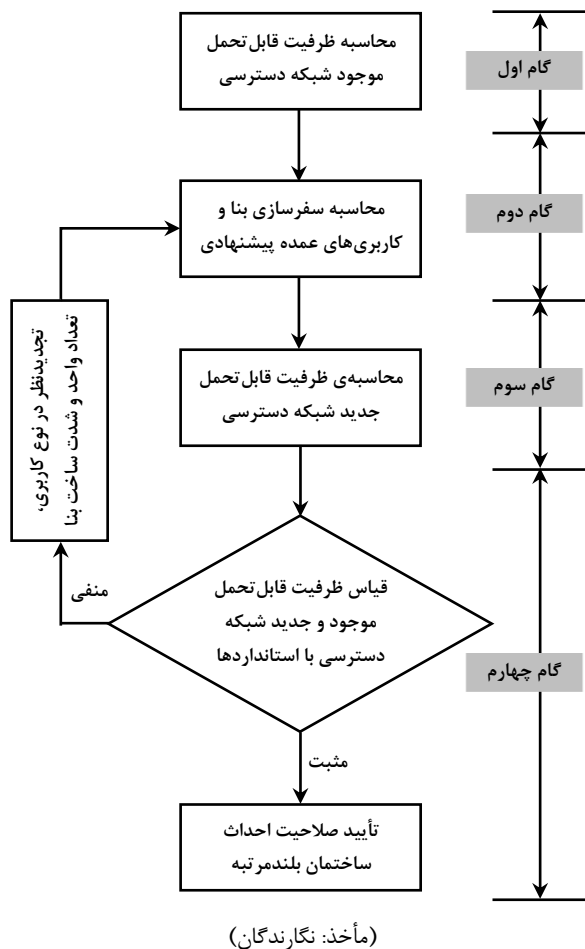 محاسبه ظرفیت قابل‌تحمل
موجود شبکه دسترسی
گام اول
محاسبه سفرسازی بنا و
کاربری‌های عمده پیشنهادی
گام دوم
تجدیدنظر در نوع کاربری،
تعداد واحد و شدت ساخت بنا
محاسبه‌ی ظرفیت قابل‌تحمل
جدید شبکه دسترسی
گام سوم
قیاس ظرفیت قابل‌تحمل
موجود و جدید شبکه
دسترسی با استانداردها
منفی
گام چهارم
مثبت
تأیید صلاحیت احداث
ساختمان بلندمرتبه
(مأخذ: نگارندگان)